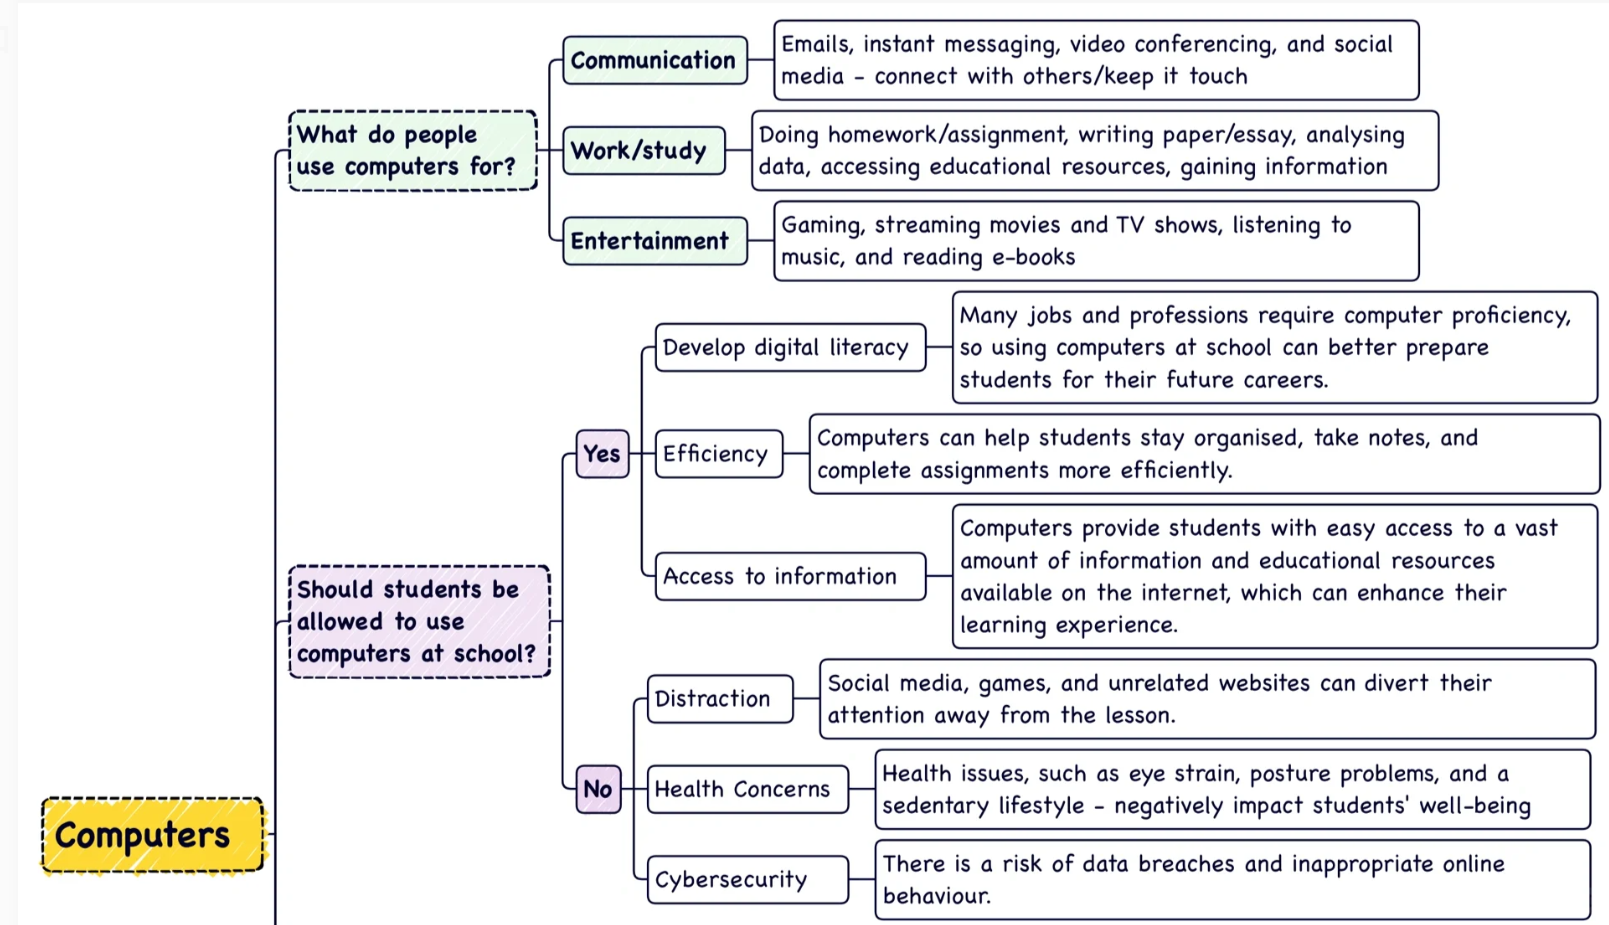 Communication
Emails, instant messaging, video conferencing, and social
media - connect with others/keep it touch
What do people
use computers for?
Work/study
Doing homework/assignment, writing paper/essay, analysing
data, accessing educational resources, gaining information
Entertainment
Gaming, streaming movies and TV shows, listening to
music, and reading e-books
Should students be
allowed to use
computers at school?
Yes
Develop digital literacy
Many jobs and professions require computer proficiency,
so using computers at school can better prepare
students for their future careers.
Efficiency
Computers can help students stay organised, take notes, and
complete assignments more efficiently.
Access to information
Computers provide students with easy access to a vast
amount of information and educational resources
available on the internet, which can enhance their
learning experience.
No
Distraction
Social media, games, and unrelated websites can divert their
attention away from the lesson.
Health Concerns
Health issues, such as eye strain, posture problems, and a
sedentary lifestyle - negatively impact students' well-being
Cybersecurity
There is a risk of data breaches and inappropriate online
behaviour.
Computers